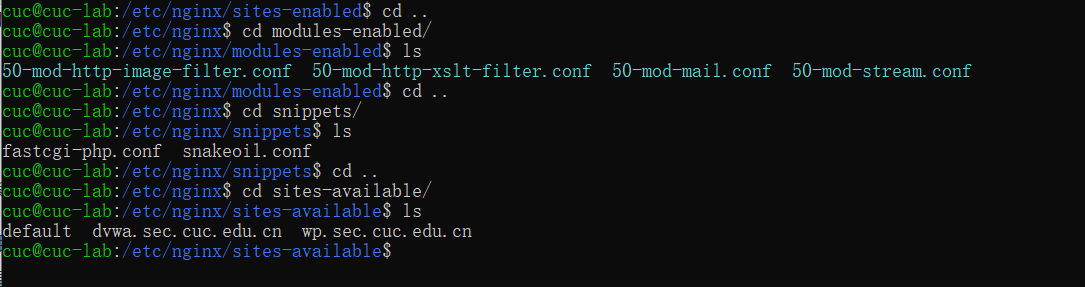 cuc@cuc-lab:/etc/nginx/sites-enabled$ cd ..
cuc@cuc-lab:/etc/nginx$ cd modules-enabled/
cuc@cuc-lab:/etc/nginx/modules-enabled$ ls
50-mod-http-image-filter.conf  50-mod-http-xslt-filter.conf  50-mod-mail.conf  50-mod-stream.conf
cuc@cuc-lab:/etc/nginx/modules-enabled$ cd ..
cuc@cuc-lab:/etc/nginx$ cd snippets/
cuc@cuc-lab:/etc/nginx/snippets$ ls
fastcgi-php.conf  snakeoil.conf
cuc@cuc-lab:/etc/nginx/snippets$ cd ..
cuc@cuc-lab:/etc/nginx$ cd sites-available/
cuc@cuc-lab:/etc/nginx/sites-available$ ls
default  dvwa.sec.cuc.edu.cn  wp.sec.cuc.edu.cn
cuc@cuc-lab:/etc/nginx/sites-available$